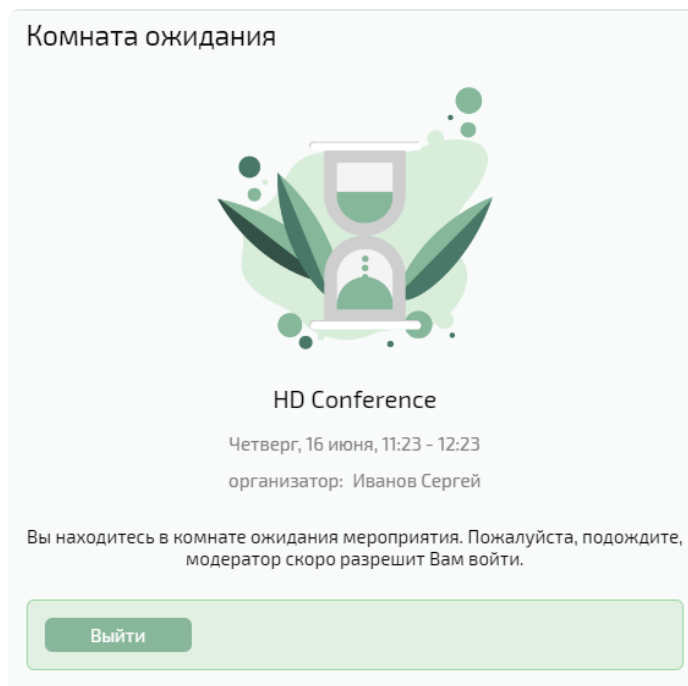 Комната ожидания
HD Conference
Четверг, 16 июня, 11:23 - 12:23
организатор: Иванов Сергей
Вы находитесь в комнате ожидания мероприятия. Пожалуйста, подождите,
модератор скоро разрешит Вам войти.
Выйти